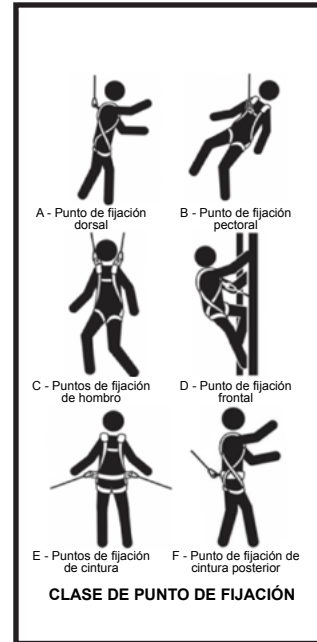 A - Punto de fijación
dorsal
B - Punto de fijación
pectoral
C - Puntos de fijación
de hombro
D - Punto de fijación
frontal
E - Puntos de fijación
de cintura
F - Punto de fijación de
cintura posterior
CLASE DE PUNTO DE FIJACIÓN